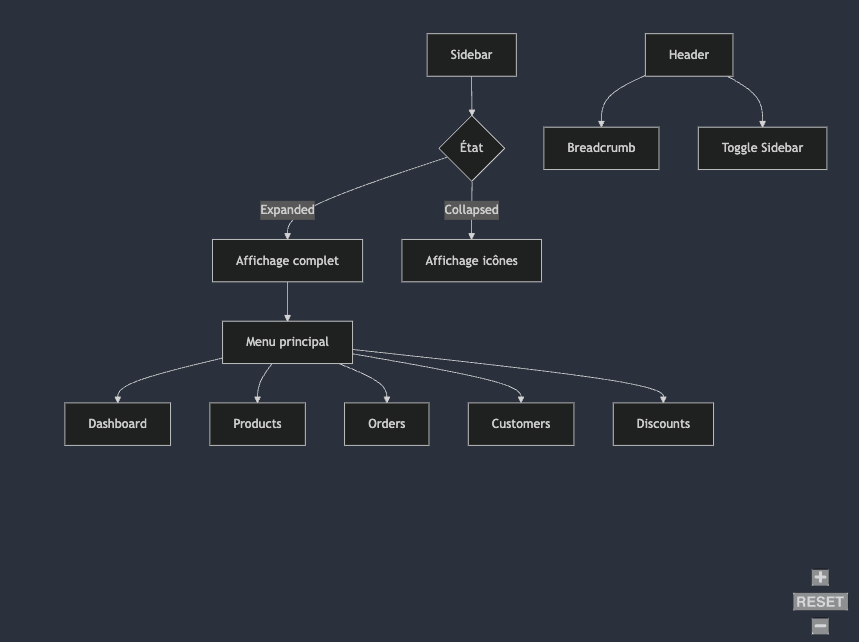 Sidebar
Header
État
Breadcrumb
Toggle Sidebar
Expanded
Collapsed
Affichage complet
Affichage icônes
Menu principal
Dashboard
Products
Orders
Customers
Discounts
+
RESET
−